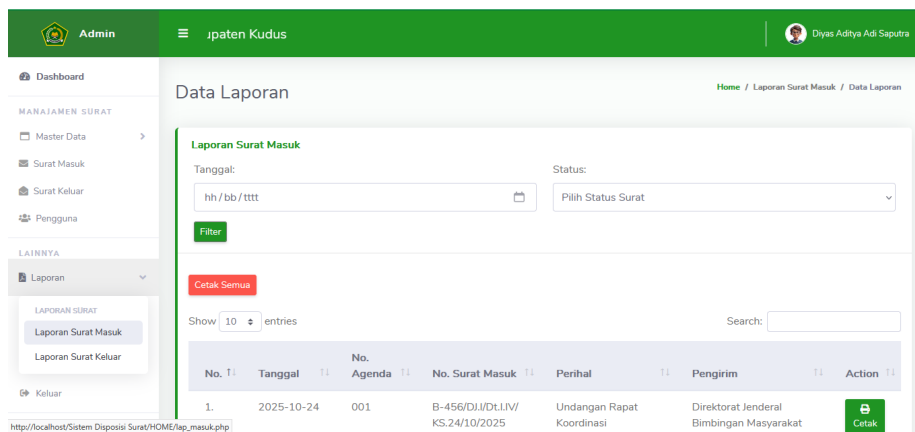 Admin
upaten Kudus
Diyas Aditya Adi Saputra
Dashboard
MANAJAMEN SURAT
Master Data
Surat Masuk
Surat Keluar
Pengguna
LAINNYA
Laporan
LAPORAN SURAT
Laporan Surat Masuk
Laporan Surat Keluar
Keluar
http://localhost/Sistem Disposisi Surat/HOME/lap_masuk.php
Data Laporan
Home / Laporan Surat Masuk / Data Laporan
Laporan Surat Masuk
Tanggal:
Status:
hh/bb/tttt
Pilih Status Surat
Filter
Cetak Semua
Show 10 entries
Search:
No. Tanggal No. Agenda No. Surat Masuk Perihal Pengirim Action
1. 2025-10-24 001 B-456/DJ.I/Dt.I.IV/ Undangan Rapat Direktorat Jenderal
KS.24/10/2025 Koordinasi Bimbingan Masyarakat Cetak